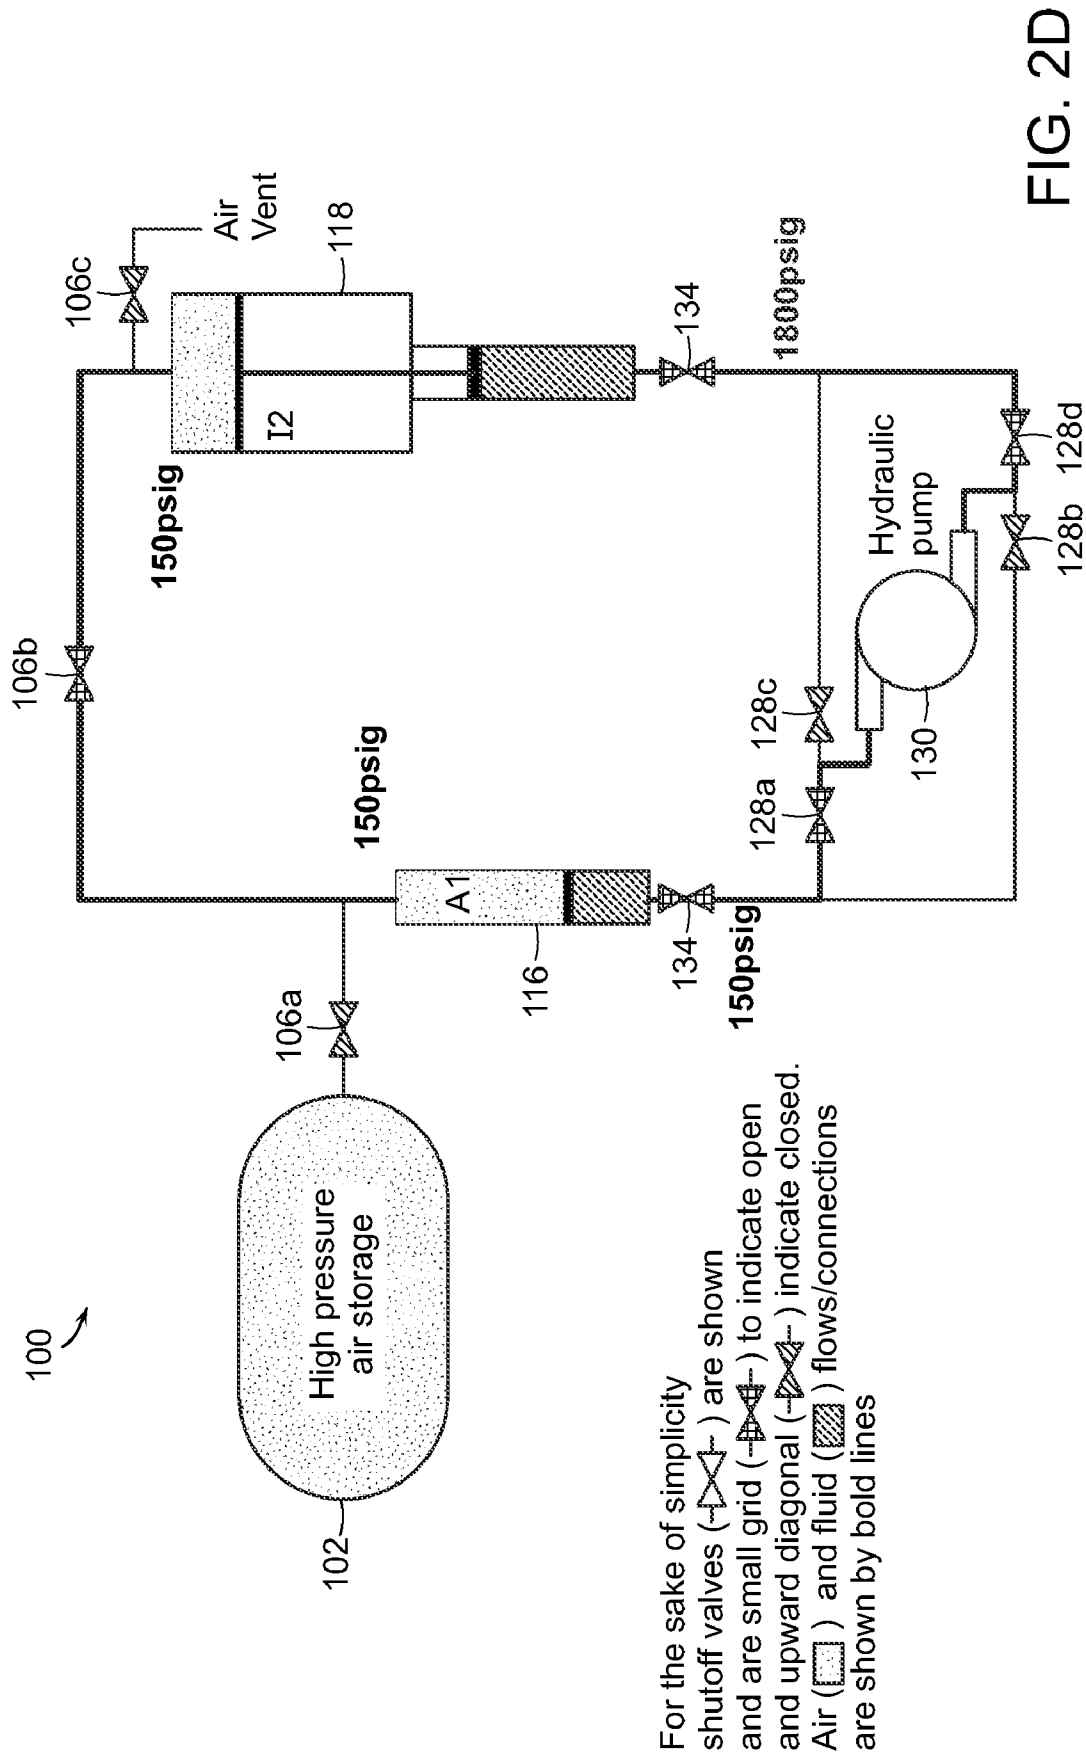 100
102
High pressure
air storage
106a
106b
106c
Air
Vent
150psig
I2
118
150psig
A1
116
134
150psig
134
1800psig
128a
128c
Hydraulic
pump
130
128b
128d
For the sake of simplicity
shutoff valves ( ) are shown
and are small grid ( ) to indicate open
and upward diagonal ( ) indicate closed.
Air ( ) and fluid ( ) flows/connections
are shown by bold lines
FIG. 2D